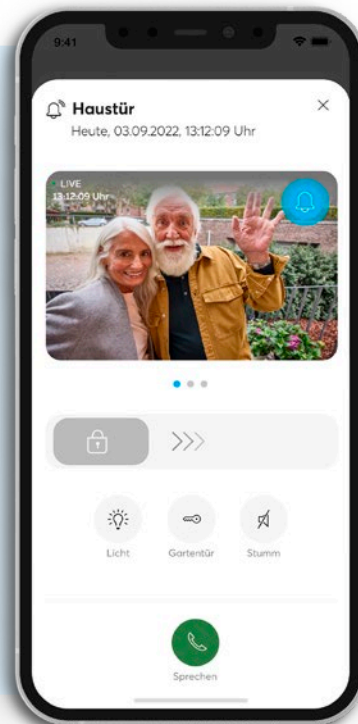 9:41
Haustür
Heute, 03.09.2022, 13:12:09 Uhr
LIVE
13:12:09 Uhr
Licht
Gartentür
Stumm
Sprechen